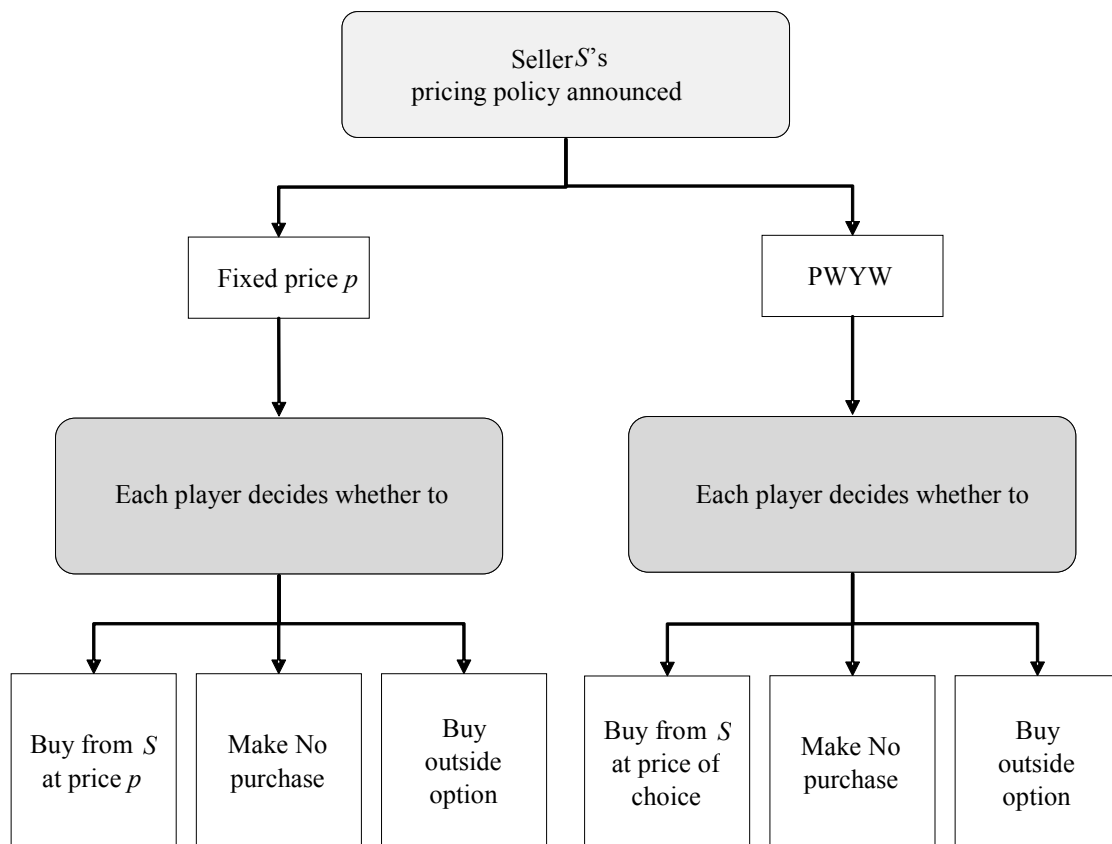 Seller S's
pricing policy announced
Fixed price p
PWYW
Each player decides whether to
Each player decides whether to
Buy from S
at price p
Make No
purchase
Buy
outside
option
Buy from S
at price of
choice
Make No
purchase
Buy
outside
option